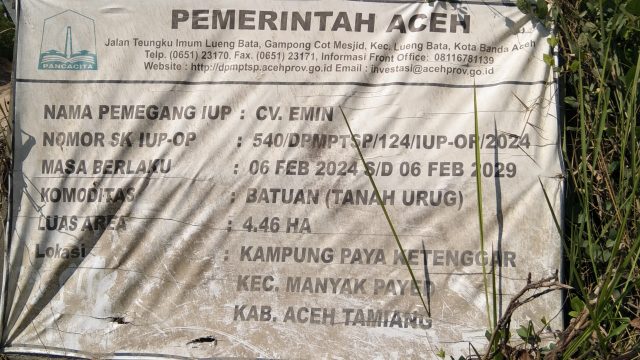 PEMERINTAH ACEH
Jalan Teungku Imum Lueng Bata, Gampong Cot Mesjid, Kec. Lueng Bata, Kota Banda Aceh
Telp. (0651) 23170, Fax. (0651) 23171, Informasi Front Office: 08116781139
Website : http://dpmptsp.acehprov.go.id Email : investasi@acehprov.go.id
PANCACITA
NAMA PEMEGANG IUP : CV. EMIN
NOMOR SK IUP-OP : 540/DPMPTSP/124/IUP-OP/2024
MASA BERLAKU : 06 FEB 2024 S/D 06 FEB 2029
KOMODITAS : BATUAN (TANAH URUG)
LUAS AREA : 4.46 HA
Lokasi : KAMPUNG PAYA KETENGGAR
KEC. MANYAK PAYED
KAB. ACEH TAMIANG